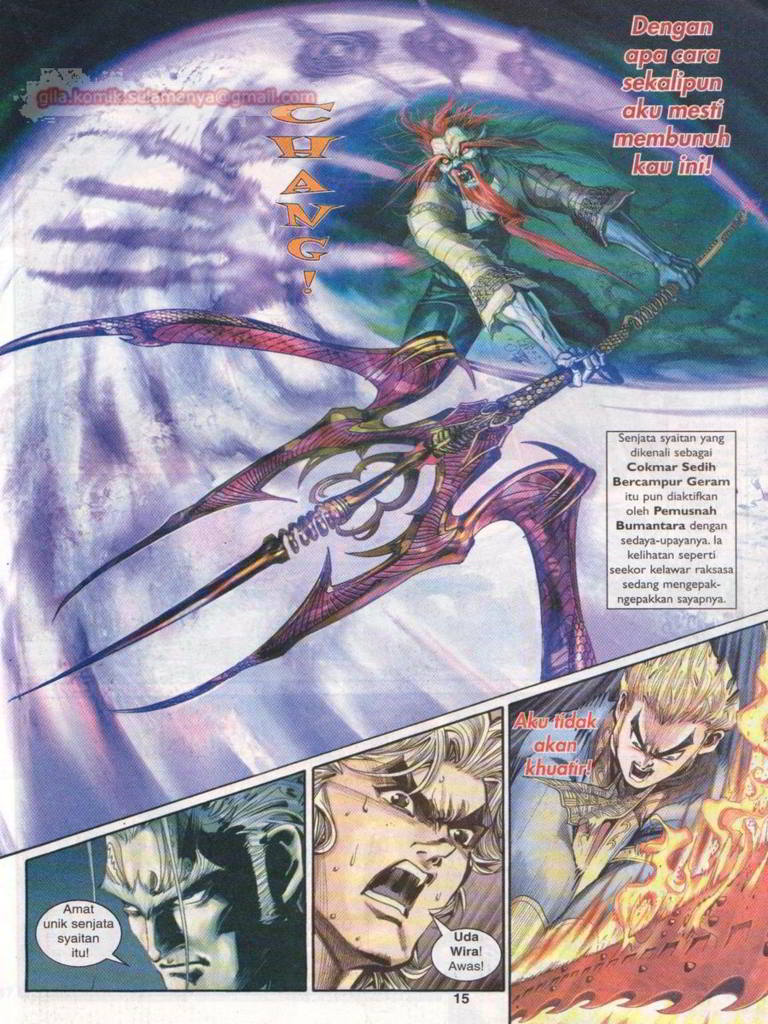 gila.komik.sulamanya@gmail.com
CHANG!
Dengan
apa cara
sekalipun
aku mesti
membunuh
kau ini!
Senjata syaitan yang
dikenali sebagai
Cokmar Sedih
Bercampur Geram
itu pun diaktifkan
oleh Pemusnah
Bumantara dengan
sedaya-upayanya. Ia
kelihatan seperti
seekor kelawar raksasa
sedang mengepak-
ngepakkan sayapnya.
Amat
unik senjata
syaitan
itu!
Uda
Wira!
Awas!
Aku tidak
akan
khuatir!
15